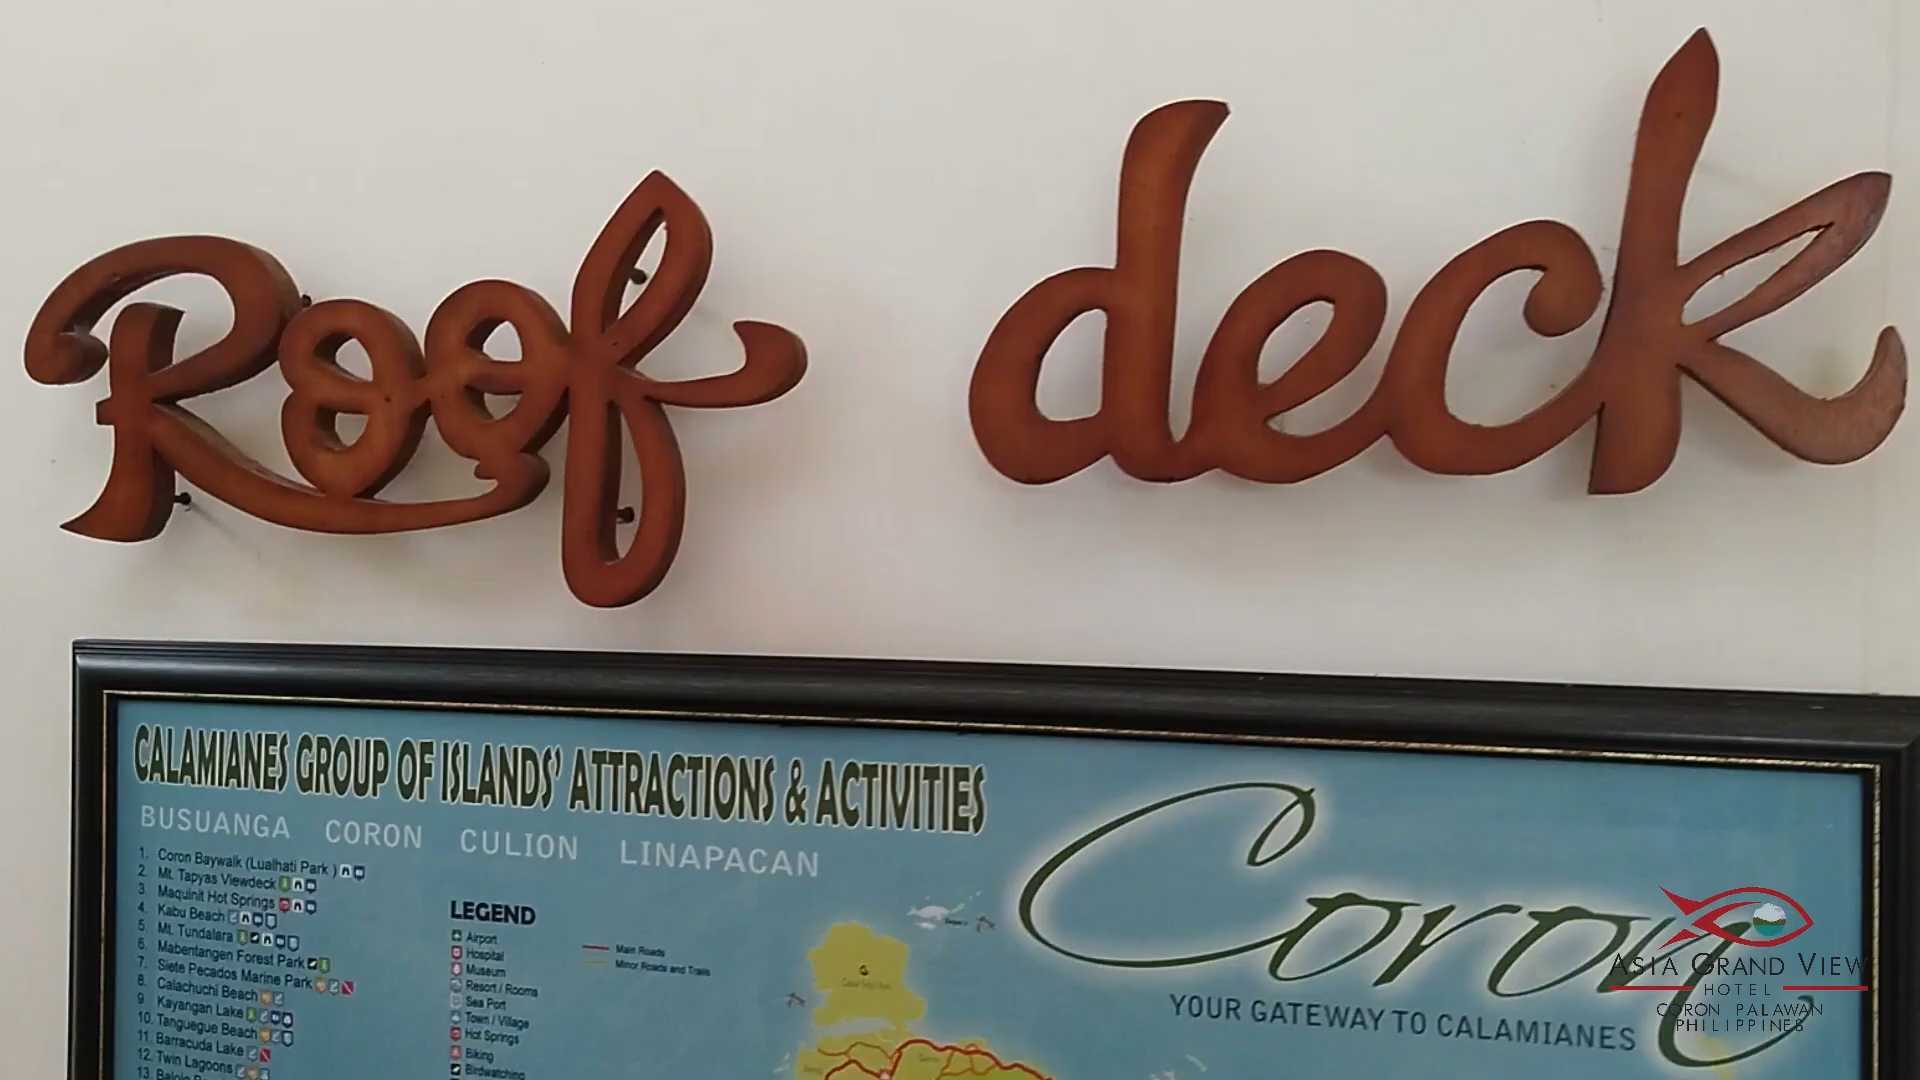 Roof deck
CALAMIANES GROUP OF ISLANDS' ATTRACTIONS & ACTIVITIES
BUSUANGA CORON CULION LINAPACAN
1. Coron Baywalk (Lualhati Park )
2. Mt. Tapyas Viewdeck
3. Maquinit Hot Springs
4. Kabu Beach
5. Mt. Tundalara
6. Mabentangen Forest Park
7. Siete Pecados Marine Park
8. Calachuchi Beach
9. Kayangan Lake
10. Tanguegue Beach
11. Barracuda Lake
12. Twin Lagoons
13.
LEGEND
Airport
Hospital
Museum
Resort / Rooms
Sea Port
Town / Village
Hot Springs
Biking
Birdwatching
Main Roads
Minor Roads and Trails
Coron
YOUR GATEWAY TO CALAMIANES
ASIA GRAND VIEW
HOTEL
CORON PALAWAN
PHILIPPINES